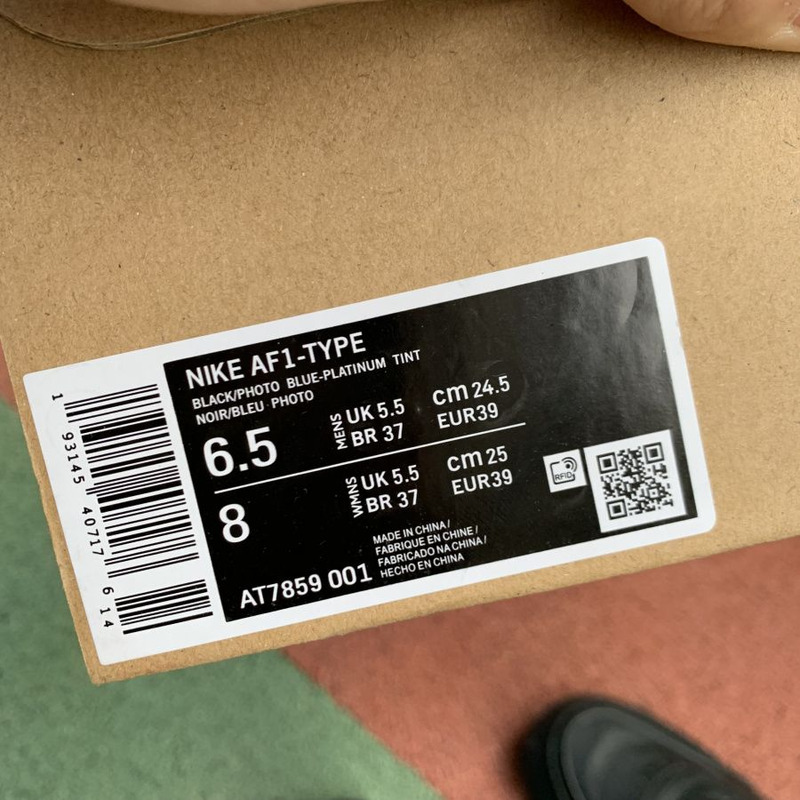 NIKE AF1-TYPE
BLACK/PHOTO BLUE-PLATINUM TINT
NOIR/BLEU PHOTO
6.5
MENS
UK 5.5 cm 24.5
BR 37 EUR39
8
WMNS
UK 5.5 cm 25
BR 37 EUR39
RFID
AT7859 001
MADE IN CHINA /
FABRIQUE EN CHINE /
FABRICADO NA CHINA /
HECHO EN CHINA
1 93145 40717 6 14